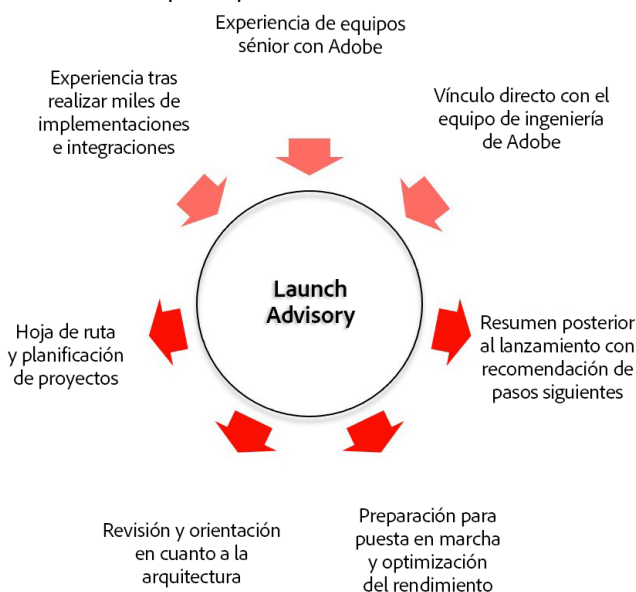 Experiencia de equipos
sénior con Adobe
Experiencia tras
realizar miles de
implementaciones
e integraciones
Vínculo directo con el
equipo de ingeniería
de Adobe
Launch
Advisory
Hoja de ruta
y planificación
de proyectos
Resumen posterior
al lanzamiento con
recomendación de
pasos siguientes
Revisión y orientación
en cuanto a la
arquitectura
Preparación para
puesta en marcha
y optimización
del rendimiento